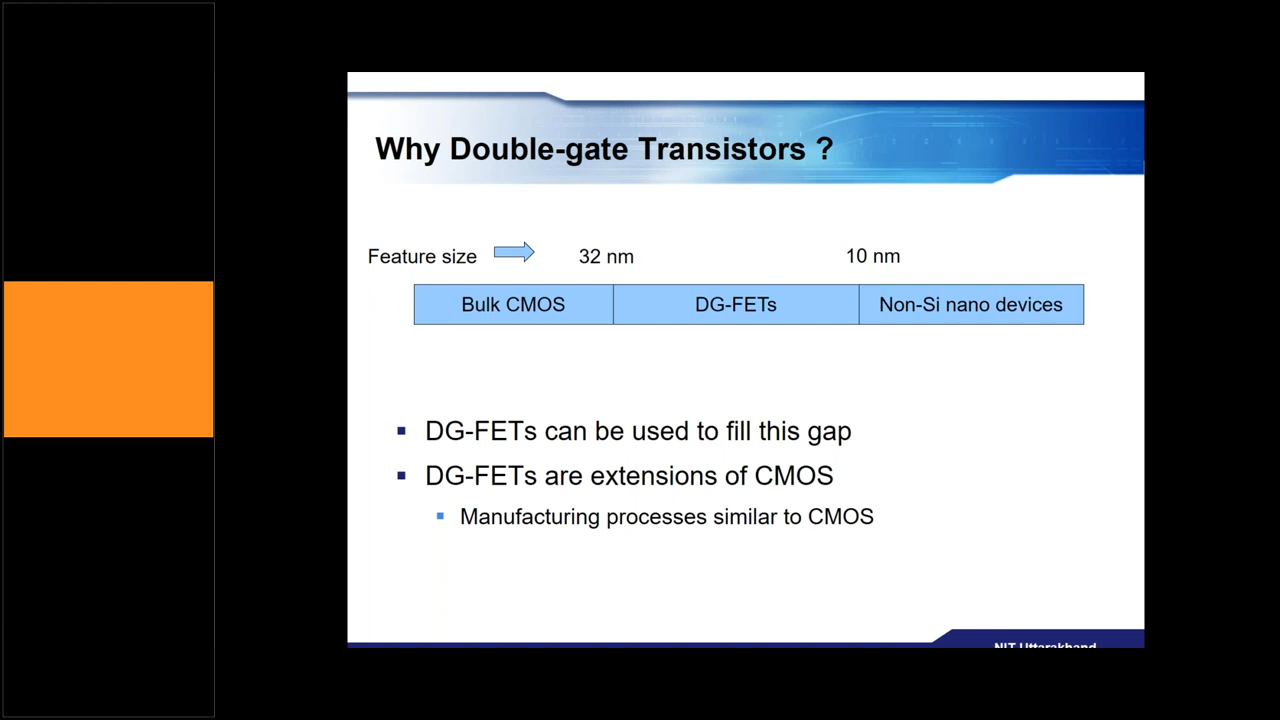 Why Double-gate Transistors ?
Feature size 32 nm 10 nm
Bulk CMOS DG-FETs Non-Si nano devices
DG-FETs can be used to fill this gap
DG-FETs are extensions of CMOS
Manufacturing processes similar to CMOS
NIT Uttarakhand